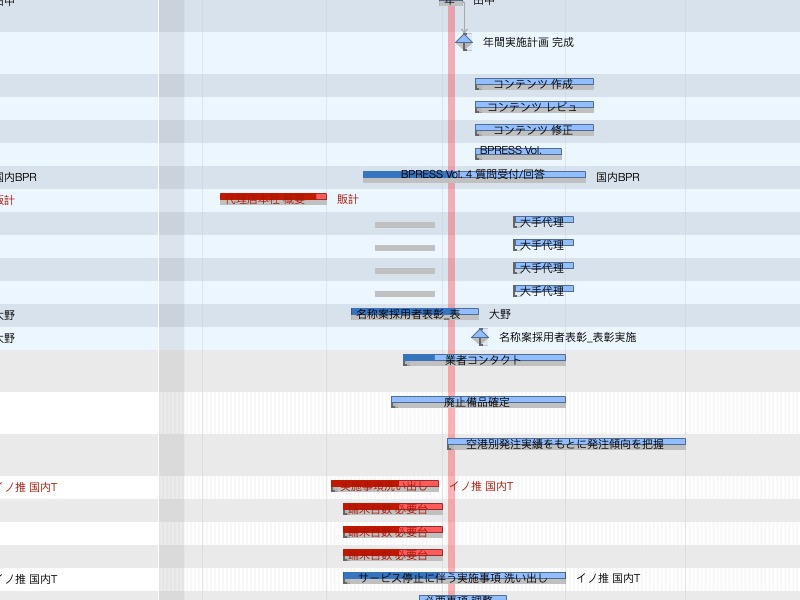 田中
年間実施計画 完成
コンテンツ 作成
コンテンツ レビュ
コンテンツ 修正
BPRESS Vol.
国内BPR BPRESS Vol. 4 質問受付/回答 国内BPR
販計 代理店本社 概要 販計
大手代理
大手代理
大手代理
大手代理
大野 名称案採用者表彰_表 大野
大野 名称案採用者表彰_表彰実施
業者コンタクト
廃止備品確定
空港別発注実績をもとに発注傾向を把握
イノ推 国内T 実施事項洗い出し イノ推 国内T
端末台数 必要台
端末台数 必要台
端末台数 必要台
イノ推 国内T サービス停止に伴う実施事項 洗い出し イノ推 国内T
必要事項 調整